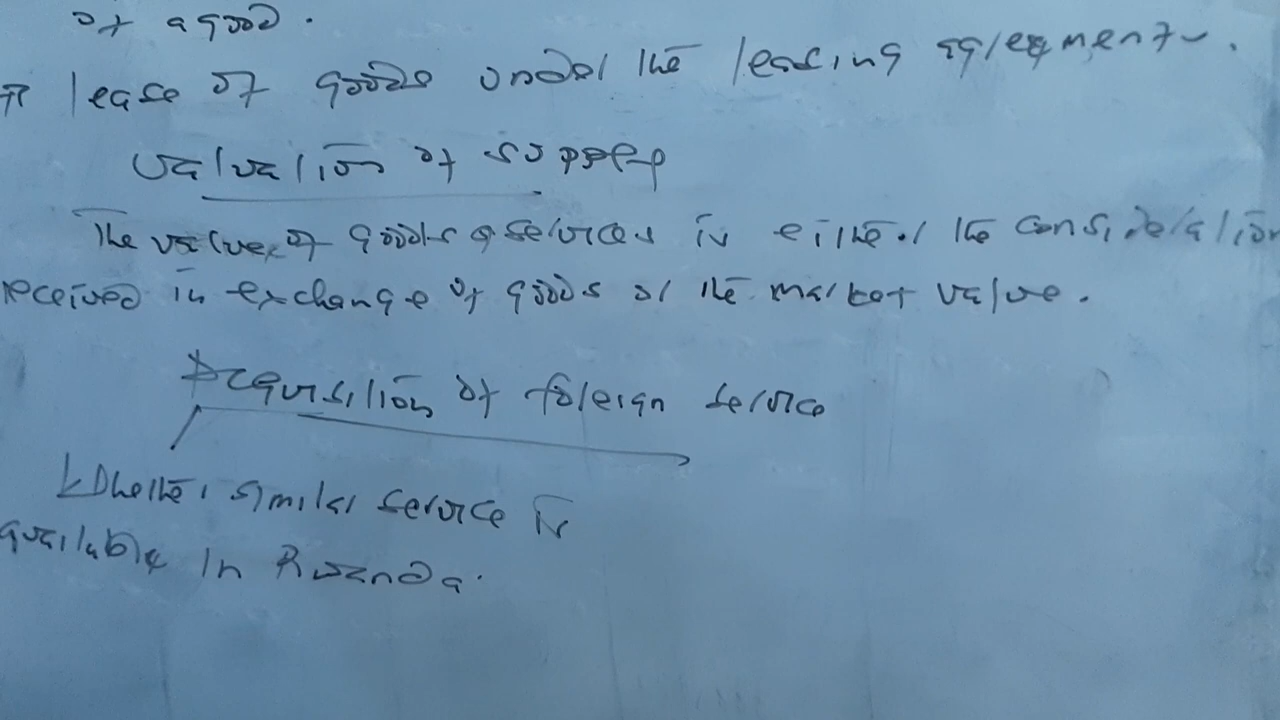 of a good.
lease of goods under the leasing agreement.
Valuation of supply
The value of goods & services is either the consideration
received in exchange of goods or the market value.
Acquisition of foreign service
Whether similar service is
available in Rwanda.